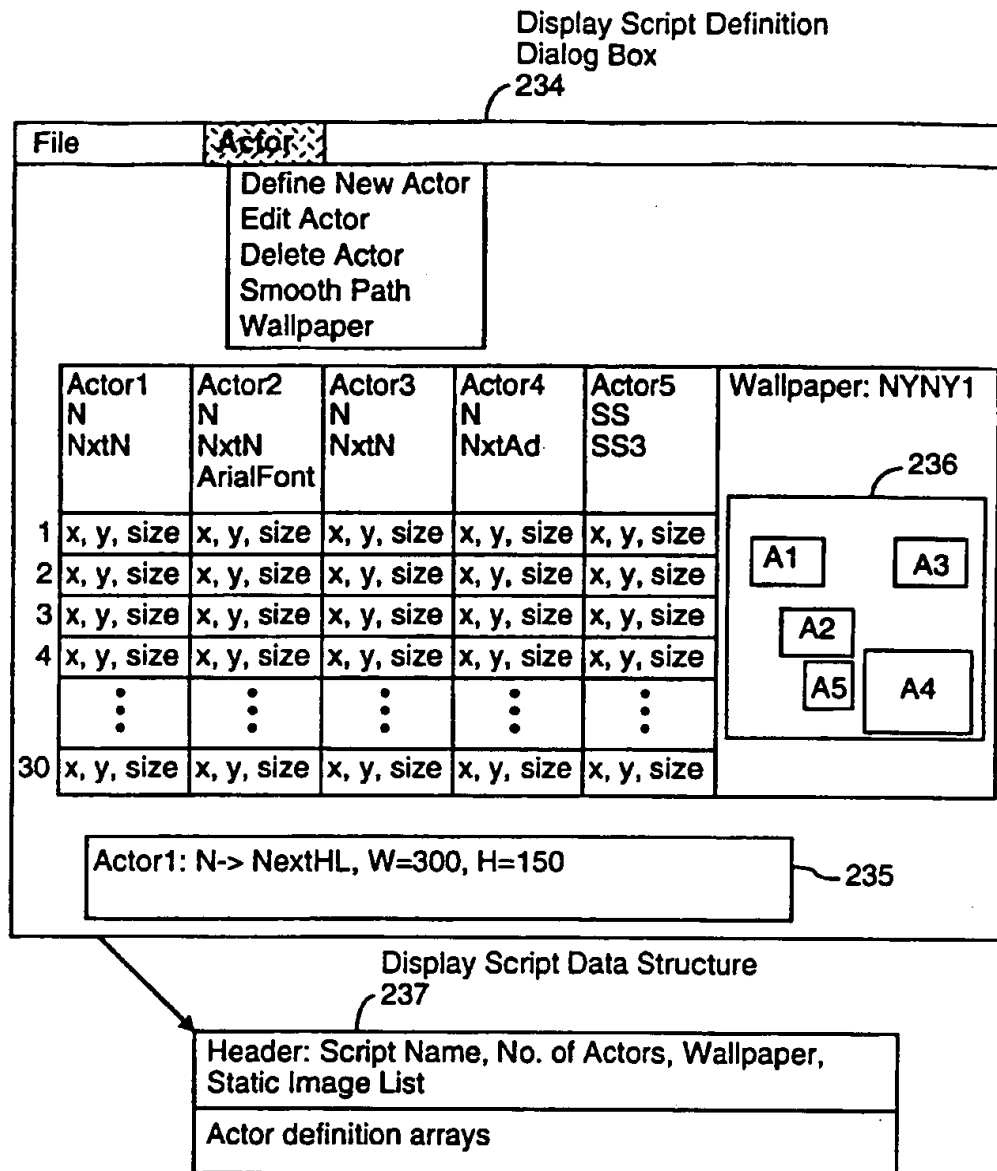 Display Script Definition
Dialog Box
234
File Actor
Define New Actor
Edit Actor
Delete Actor
Smooth Path
Wallpaper
Actor1 Actor2 Actor3 Actor4 Actor5 Wallpaper: NYNY1
N N N N SS
NxtN NxtN NxtN NxtAd SS3
ArialFont
236
1 x, y, size x, y, size x, y, size x, y, size x, y, size
2 x, y, size x, y, size x, y, size x, y, size x, y, size
3 x, y, size x, y, size x, y, size x, y, size x, y, size
4 x, y, size x, y, size x, y, size x, y, size x, y, size
30 x, y, size x, y, size x, y, size x, y, size x, y, size
A1 A3
A2
A5 A4
Actor1: N-> NextHL, W=300, H=150
235
Display Script Data Structure
237
Header: Script Name, No. of Actors, Wallpaper,
Static Image List
Actor definition arrays